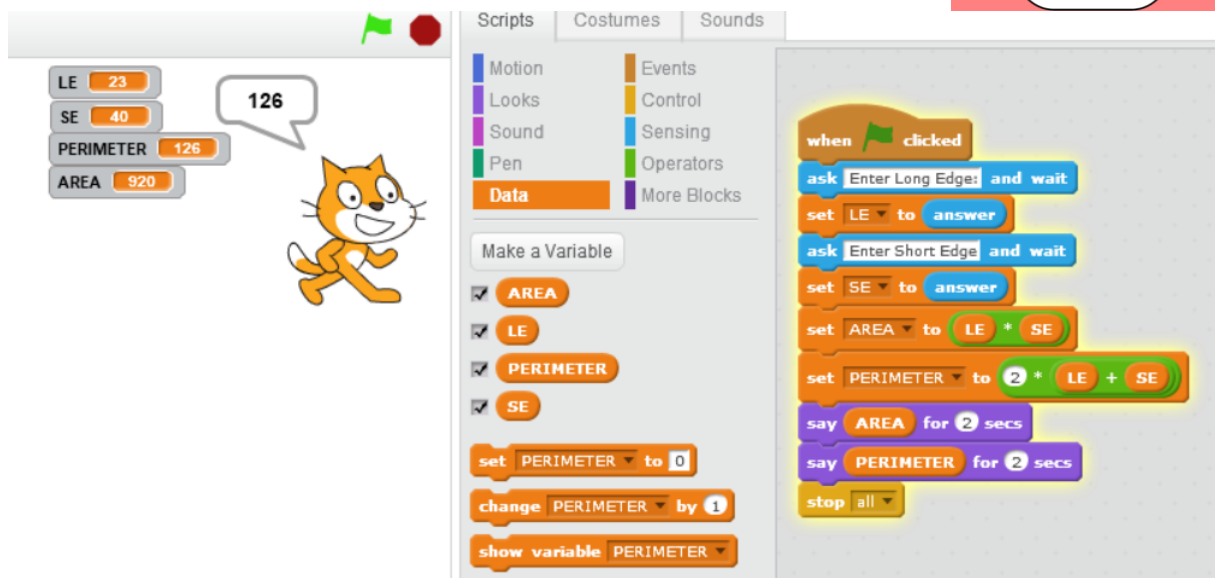 LE 23
SE 40
PERIMETER 126
AREA 920
126
Scripts Costumes Sounds
Motion Events
Looks Control
Sound Sensing
Pen Operators
Data More Blocks
Make a Variable
AREA
LE
PERIMETER
SE
set PERIMETER to 0
change PERIMETER by 1
show variable PERIMETER
when clicked
ask Enter Long Edge: and wait
set LE to answer
ask Enter Short Edge and wait
set SE to answer
set AREA to LE * SE
set PERIMETER to 2 * LE + SE
say AREA for 2 secs
say PERIMETER for 2 secs
stop all